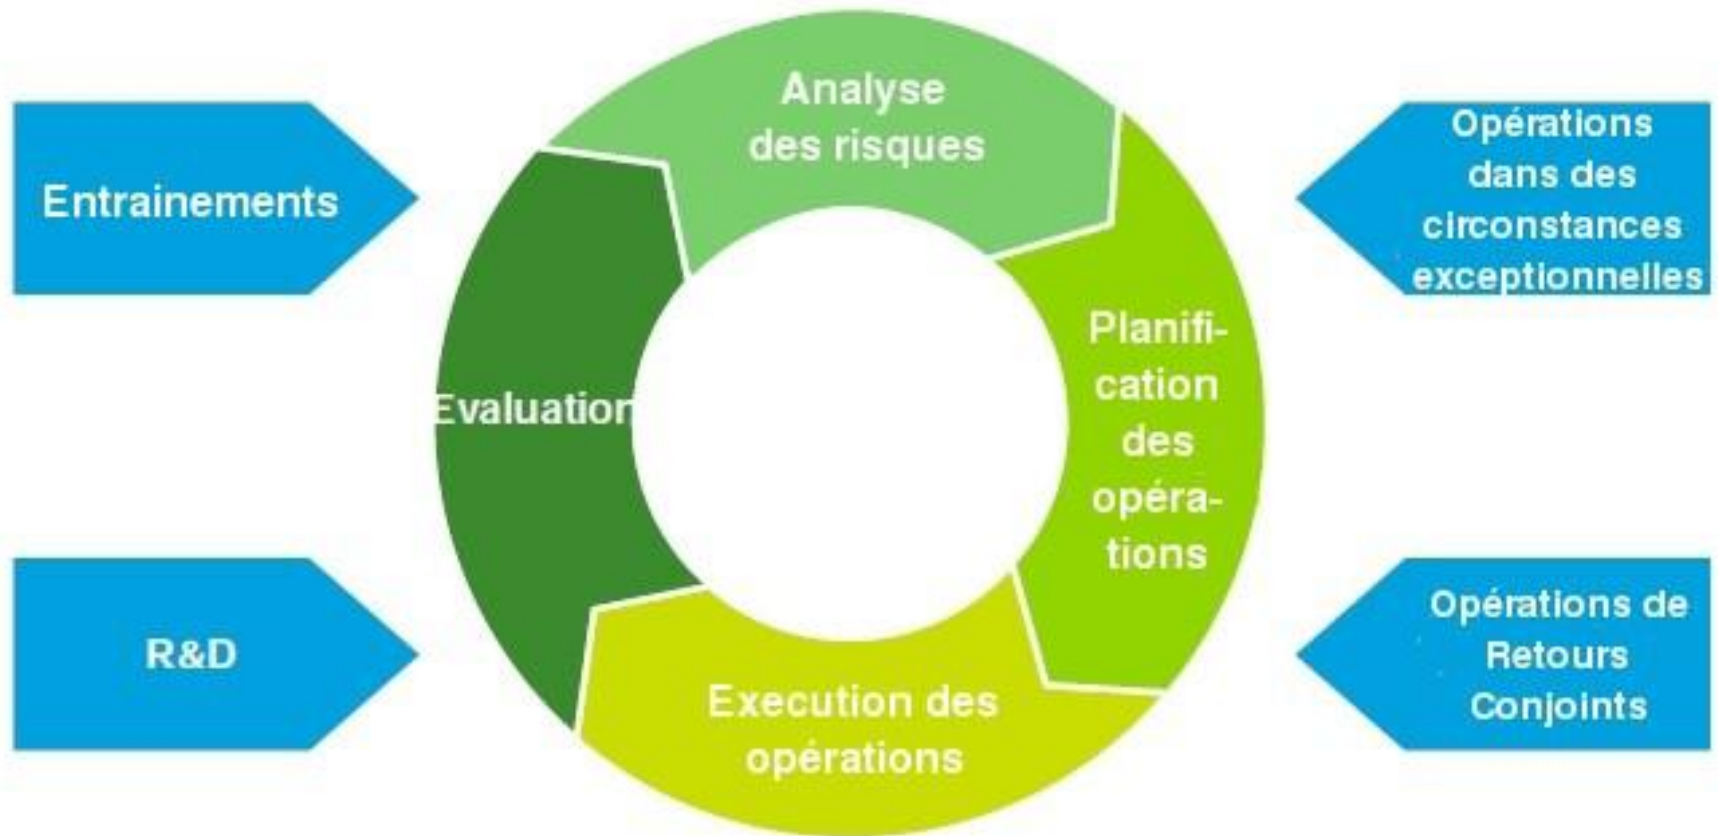 Analyse
des risques
Entrainements
Opérations
dans des
circonstances
exceptionnelles
Planifi-
cation
des
opéra-
tions
Evaluation
R&D
Execution des
opérations
Opérations de
Retours
Conjoints